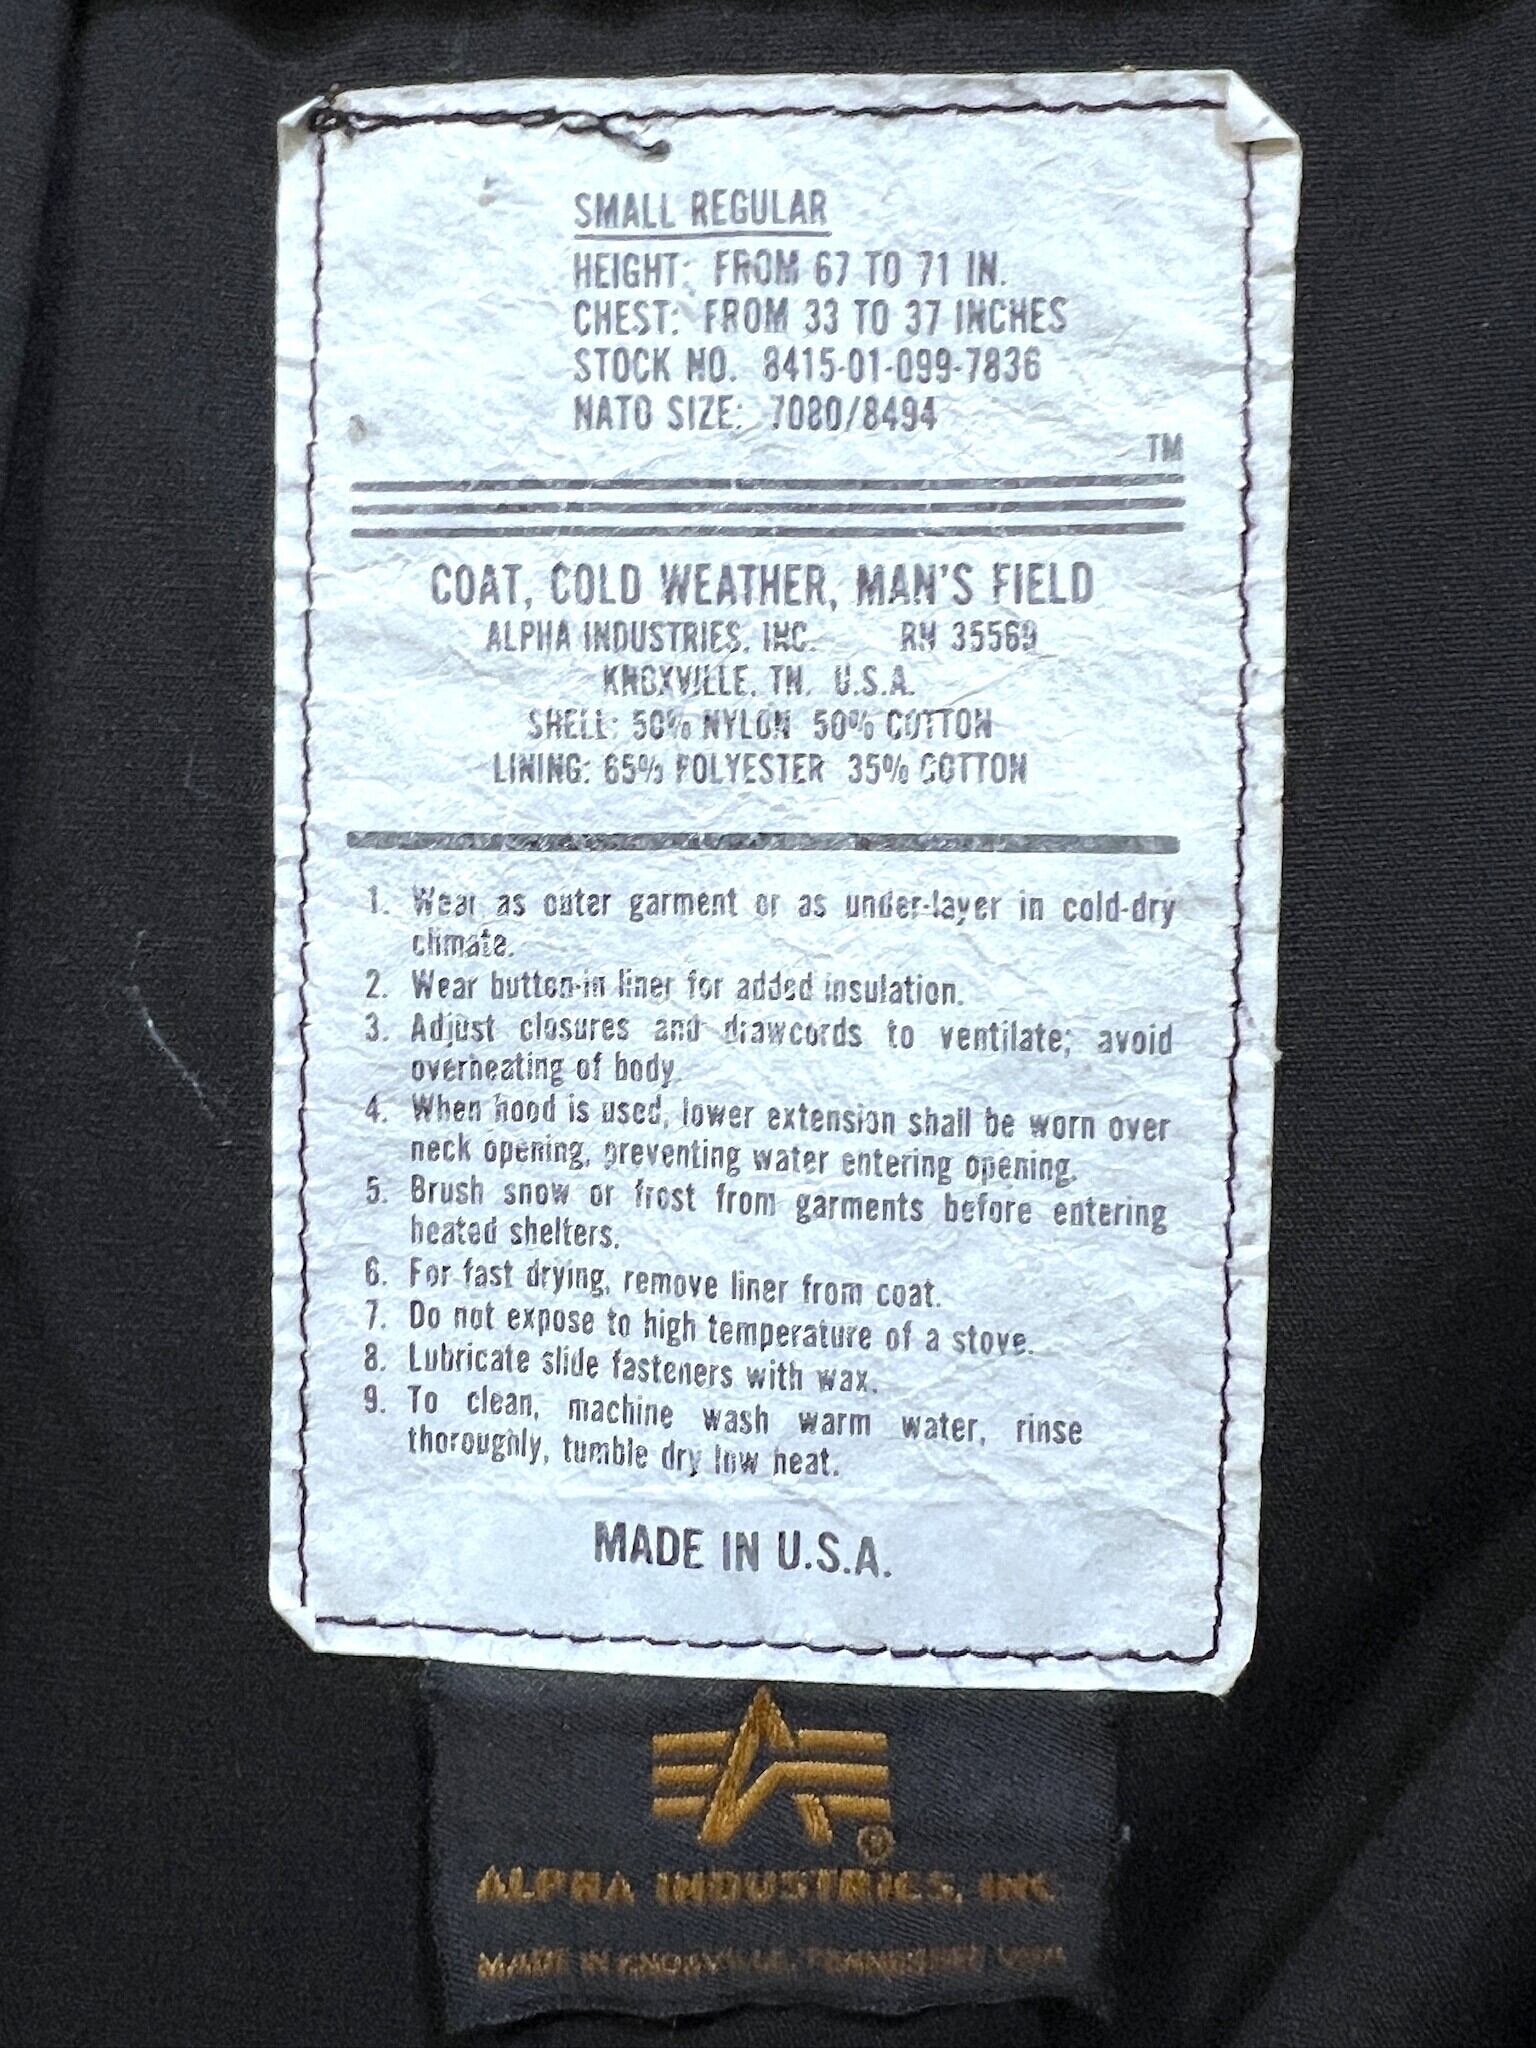 SMALL REGULAR
HEIGHT: FROM 67 TO 71 IN.
CHEST: FROM 33 TO 37 INCHES
STOCK NO. 8415-01-099-7836
NATO SIZE: 7080/8494
TM
COAT, COLD WEATHER, MAN'S FIELD
ALPHA INDUSTRIES, INC. RN 35569
KNOXVILLE, TN. U.S.A.
SHELL: 50% NYLON 50% COTTON
LINING: 65% POLYESTER 35% COTTON
1. Wear as outer garment or as under-layer in cold-dry
climate.
2. Wear button-in liner for added insulation.
3. Adjust closures and drawcords to ventilate; avoid
overheating of body.
4. When hood is used, lower extension shall be worn over
neck opening, preventing water entering opening.
5. Brush snow or frost from garments before entering
heated shelters.
6. For fast drying, remove liner from coat.
7. Do not expose to high temperature of a stove.
8. Lubricate slide fasteners with wax.
9. To clean, machine wash warm water, rinse
thoroughly, tumble dry low heat.
MADE IN U.S.A.
®
ALPHA INDUSTRIES, INC.
MADE IN KNOXVILLE, TENNESSEE USA